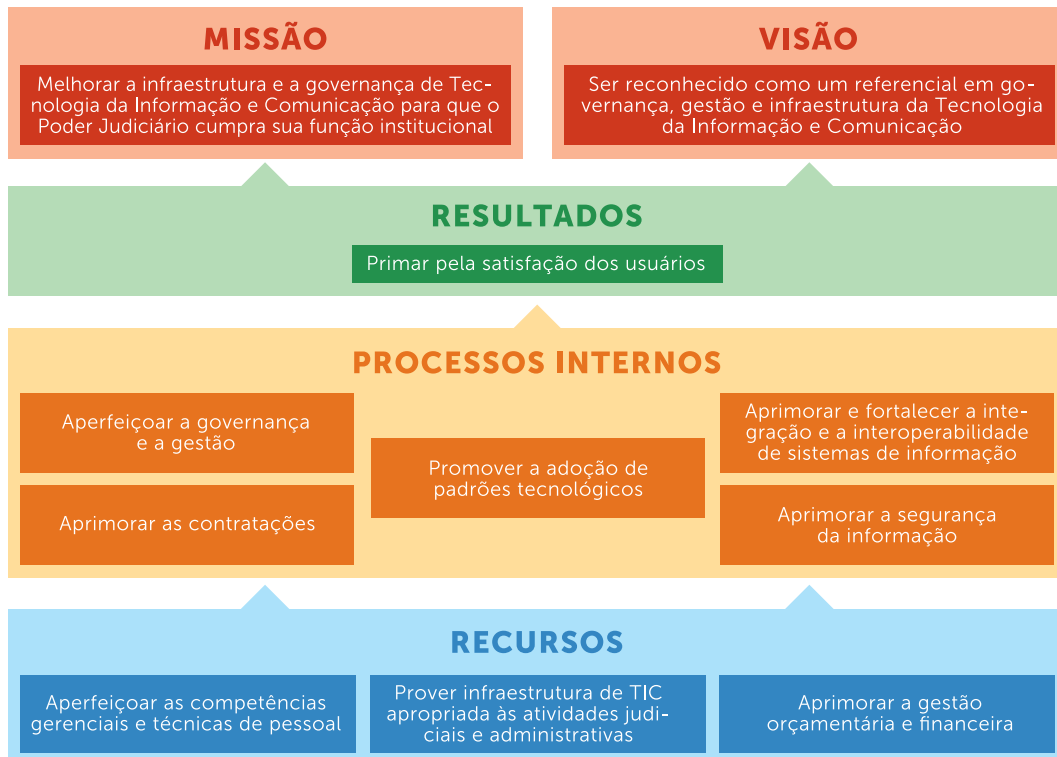 MISSÃO
Melhorar a infraestrutura e a governança de Tec-
nologia da Informação e Comunicação para que o
Poder Judiciário cumpra sua função institucional
VISÃO
Ser reconhecido como um referencial em go-
vernança, gestão e infraestrutura da Tecnologia
da Informação e Comunicação
RESULTADOS
Primar pela satisfação dos usuários
PROCESSOS INTERNOS
Aperfeiçoar a governança
e a gestão
Aprimorar as contratações
Promover a adoção de
padrões tecnológicos
Aprimorar e fortalecer a inte-
gração e a interoperabilidade
de sistemas de informação
Aprimorar a segurança
da informação
RECURSOS
Aperfeiçoar as competências
gerenciais e técnicas de pessoal
Prover infraestrutura de TIC
apropriada às atividades judi-
ciais e administrativas
Aprimorar a gestão
orçamentária e financeira